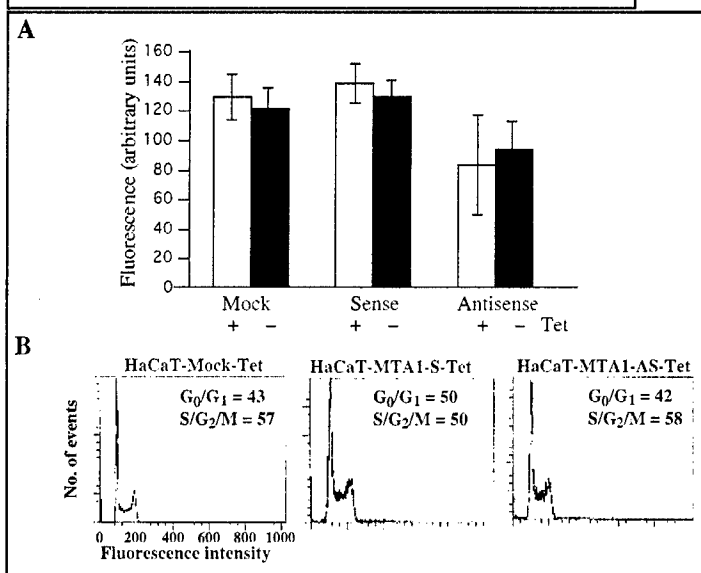 A
Fluorescence (arbitrary units)
160
140
120
100
80
60
40
20
0
Mock Sense Antisense
+ − + − + − Tet
B
HaCaT-Mock-Tet HaCaT-MTA1-S-Tet HaCaT-MTA1-AS-Tet
G0/G1 = 43 G0/G1 = 50 G0/G1 = 42
S/G2/M = 57 S/G2/M = 50 S/G2/M = 58
No. of events
0 200 400 600 800 1000
Fluorescence intensity